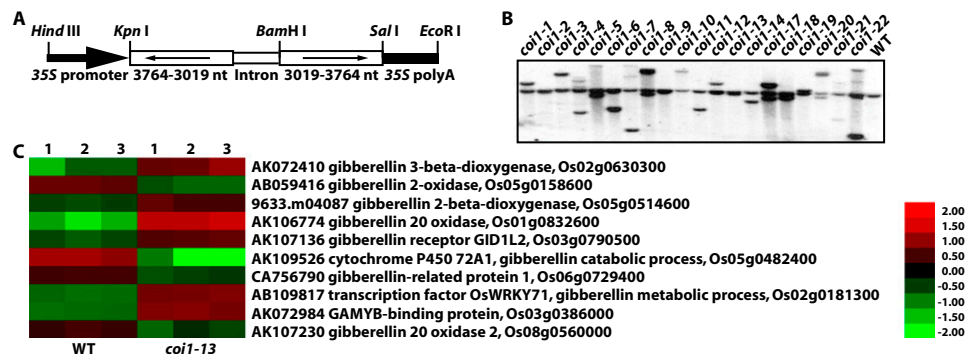 A
Hind III
Kpn I
BamH I
Sal I
EcoR I
35S promoter
3764-3019 nt
Intron
3019-3764 nt
35S polyA
B
coi1-1
coi1-2
coi1-3
coi1-4
coi1-5
coi1-6
coi1-7
coi1-8
coi1-9
coi1-10
coi1-11
coi1-12
coi1-13
coi1-14
coi1-17
coi1-18
coi1-19
coi1-20
coi1-21
coi1-22
WT
C
1 2 3 1 2 3
AK072410 gibberellin 3-beta-dioxygenase, Os02g0630300
AB059416 gibberellin 2-oxidase, Os05g0158600
9633.m04087 gibberellin 2-beta-dioxygenase, Os05g0514600
AK106774 gibberellin 20 oxidase, Os01g0832600
AK107136 gibberellin receptor GID1L2, Os03g0790500
AK109526 cytochrome P450 72A1, gibberellin catabolic process, Os05g0482400
CA756790 gibberellin-related protein 1, Os06g0729400
AB109817 transcription factor OsWRKY71, gibberellin metabolic process, Os02g0181300
AK072984 GAMYB-binding protein, Os03g0386000
AK107230 gibberellin 20 oxidase 2, Os08g0560000
WT
coi1-13
2.00
1.50
1.00
0.50
0.00
-0.50
-1.00
-1.50
-2.00